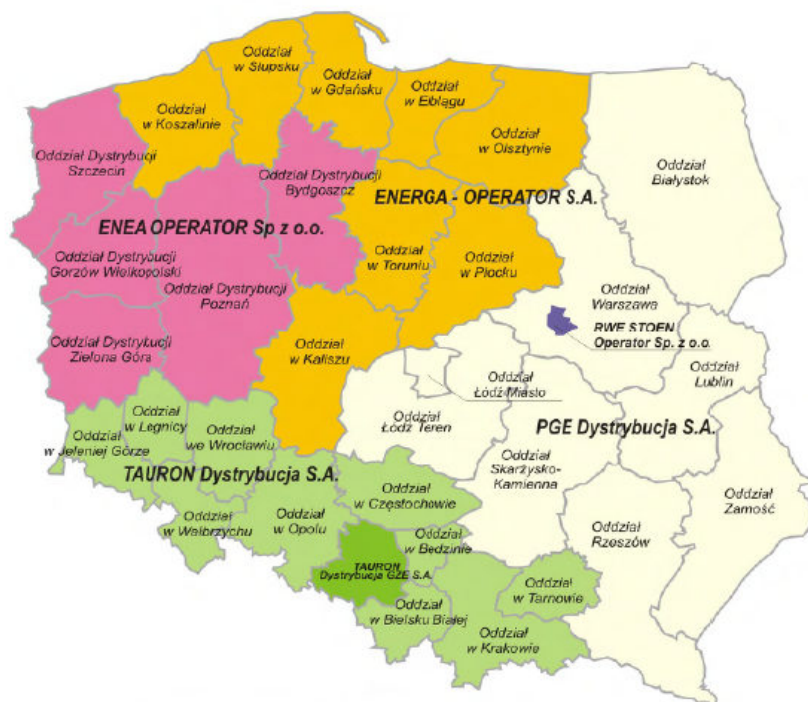 Oddział
w Słupsku
Oddział
w Gdańsku
Oddział
w Elblągu
Oddział
w Koszalinie
Oddział
w Olsztynie
Oddział Dystrybucji
Szczecin
Oddział Dystrybucji
Bydgoszcz
Oddział
Białystok
ENERGA - OPERATOR S.A.
ENEA OPERATOR Sp z o.o.
Oddział
w Toruniu
Oddział
w Płocku
Oddział Dystrybucji
Gorzów Wielkopolski
Oddział Dystrybucji
Poznań
Oddział
Warszawa
RWE STOEN
Operator Sp. z o.o.
Oddział Dystrybucji
Zielona Góra
Oddział
w Kaliszu
Oddział
Łódź Miasto
Oddział
Lublin
Oddział
w Legnicy
Oddział
we Wrocławiu
Oddział
Łódź Teren
PGE Dystrybucja S.A.
Oddział
w Jeleniej Górze
TAURON Dystrybucja S.A.
Oddział
Skarżysko-
Kamienna
Oddział
w Częstochowie
Oddział
Zamość
Oddział
w Wałbrzychu
Oddział
w Opolu
Oddział
w Będzinie
Oddział
Rzeszów
TAURON
Dystrybucja GZE S.A.
Oddział
w Tarnowie
Oddział
w Bielsku Białej
Oddział
w Krakowie